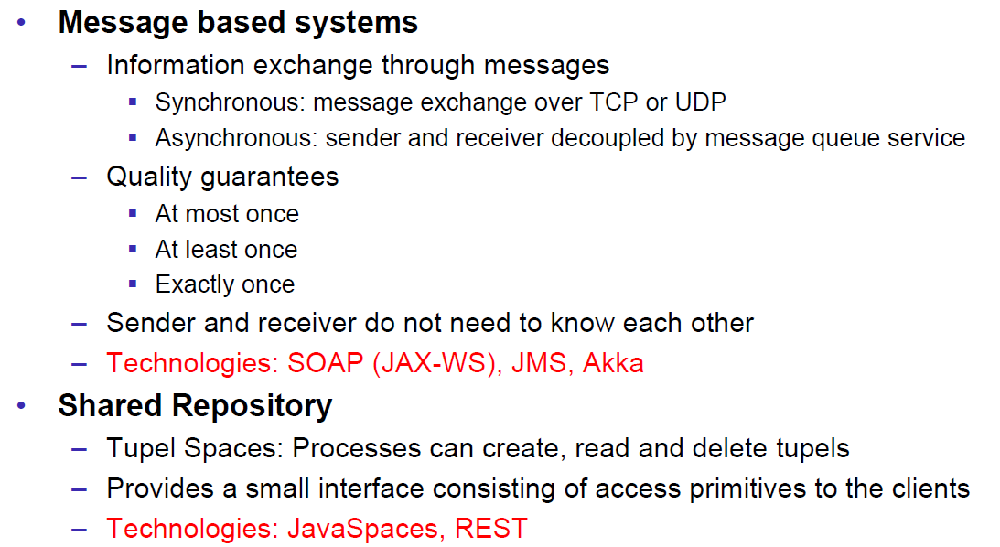 • Message based systems
– Information exchange through messages
▪ Synchronous: message exchange over TCP or UDP
▪ Asynchronous: sender and receiver decoupled by message queue service
– Quality guarantees
▪ At most once
▪ At least once
▪ Exactly once
– Sender and receiver do not need to know each other
– Technologies: SOAP (JAX-WS), JMS, Akka
• Shared Repository
– Tupel Spaces: Processes can create, read and delete tupels
– Provides a small interface consisting of access primitives to the clients
– Technologies: JavaSpaces, REST